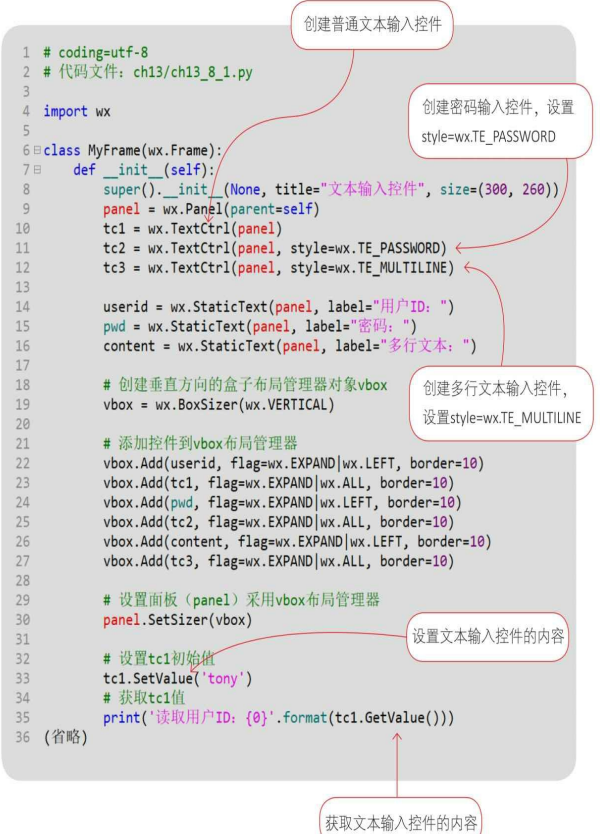 创建普通文本输入控件
1 # coding=utf-8
2 # 代码文件：ch13/ch13_8_1.py
3
4 import wx
创建密码输入控件，设置
style=wx.TE_PASSWORD
5
6 class MyFrame(wx.Frame):
7     def __init__(self):
8         super().__init__(None, title="文本输入控件", size=(300, 260))
9         panel = wx.Panel(parent=self)
10         tc1 = wx.TextCtrl(panel)
11         tc2 = wx.TextCtrl(panel, style=wx.TE_PASSWORD)
12         tc3 = wx.TextCtrl(panel, style=wx.TE_MULTILINE)
13
14         userid = wx.StaticText(panel, label="用户ID：")
15         pwd = wx.StaticText(panel, label="密码：")
16         content = wx.StaticText(panel, label="多行文本：")
17
18         # 创建垂直方向的盒子布局管理器对象vbox
19         vbox = wx.BoxSizer(wx.VERTICAL)
创建多行文本输入控件，
设置style=wx.TE_MULTILINE
20
21         # 添加控件到vbox布局管理器
22         vbox.Add(userid, flag=wx.EXPAND|wx.LEFT, border=10)
23         vbox.Add(tc1, flag=wx.EXPAND|wx.ALL, border=10)
24         vbox.Add(pwd, flag=wx.EXPAND|wx.LEFT, border=10)
25         vbox.Add(tc2, flag=wx.EXPAND|wx.ALL, border=10)
26         vbox.Add(content, flag=wx.EXPAND|wx.LEFT, border=10)
27         vbox.Add(tc3, flag=wx.EXPAND|wx.ALL, border=10)
28
29         # 设置面板（panel）采用vbox布局管理器
30         panel.SetSizer(vbox)
31
设置文本输入控件的内容
32         # 设置tc1初始值
33         tc1.SetValue('tony')
34         # 获取tc1值
35         print('读取用户ID：{0}'.format(tc1.GetValue()))
36 (省略)
获取文本输入控件的内容